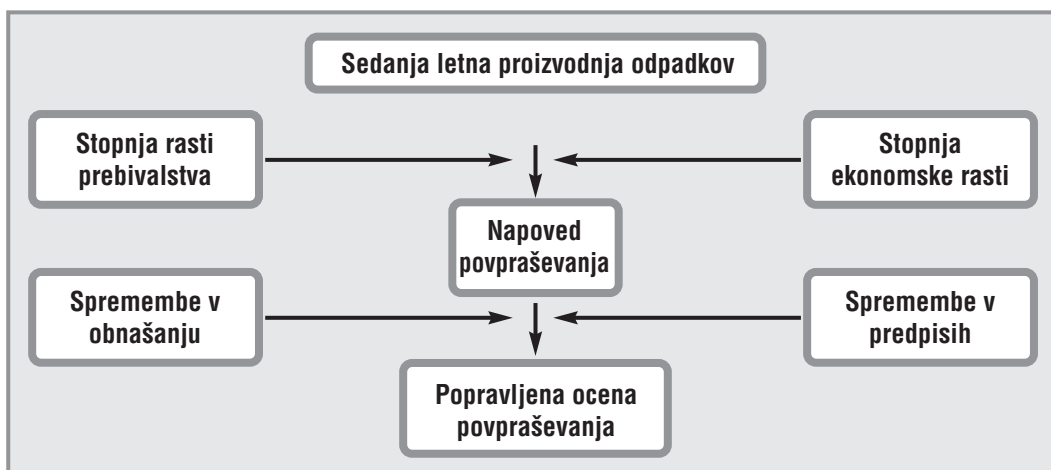 Sedanja letna proizvodnja odpadkov
Stopnja rasti
prebivalstva
Stopnja
ekonomske rasti
Napoved
povpraševanja
Spremembe v
obnašanju
Spremembe v
predpisih
Popravljena ocena
povpraševanja